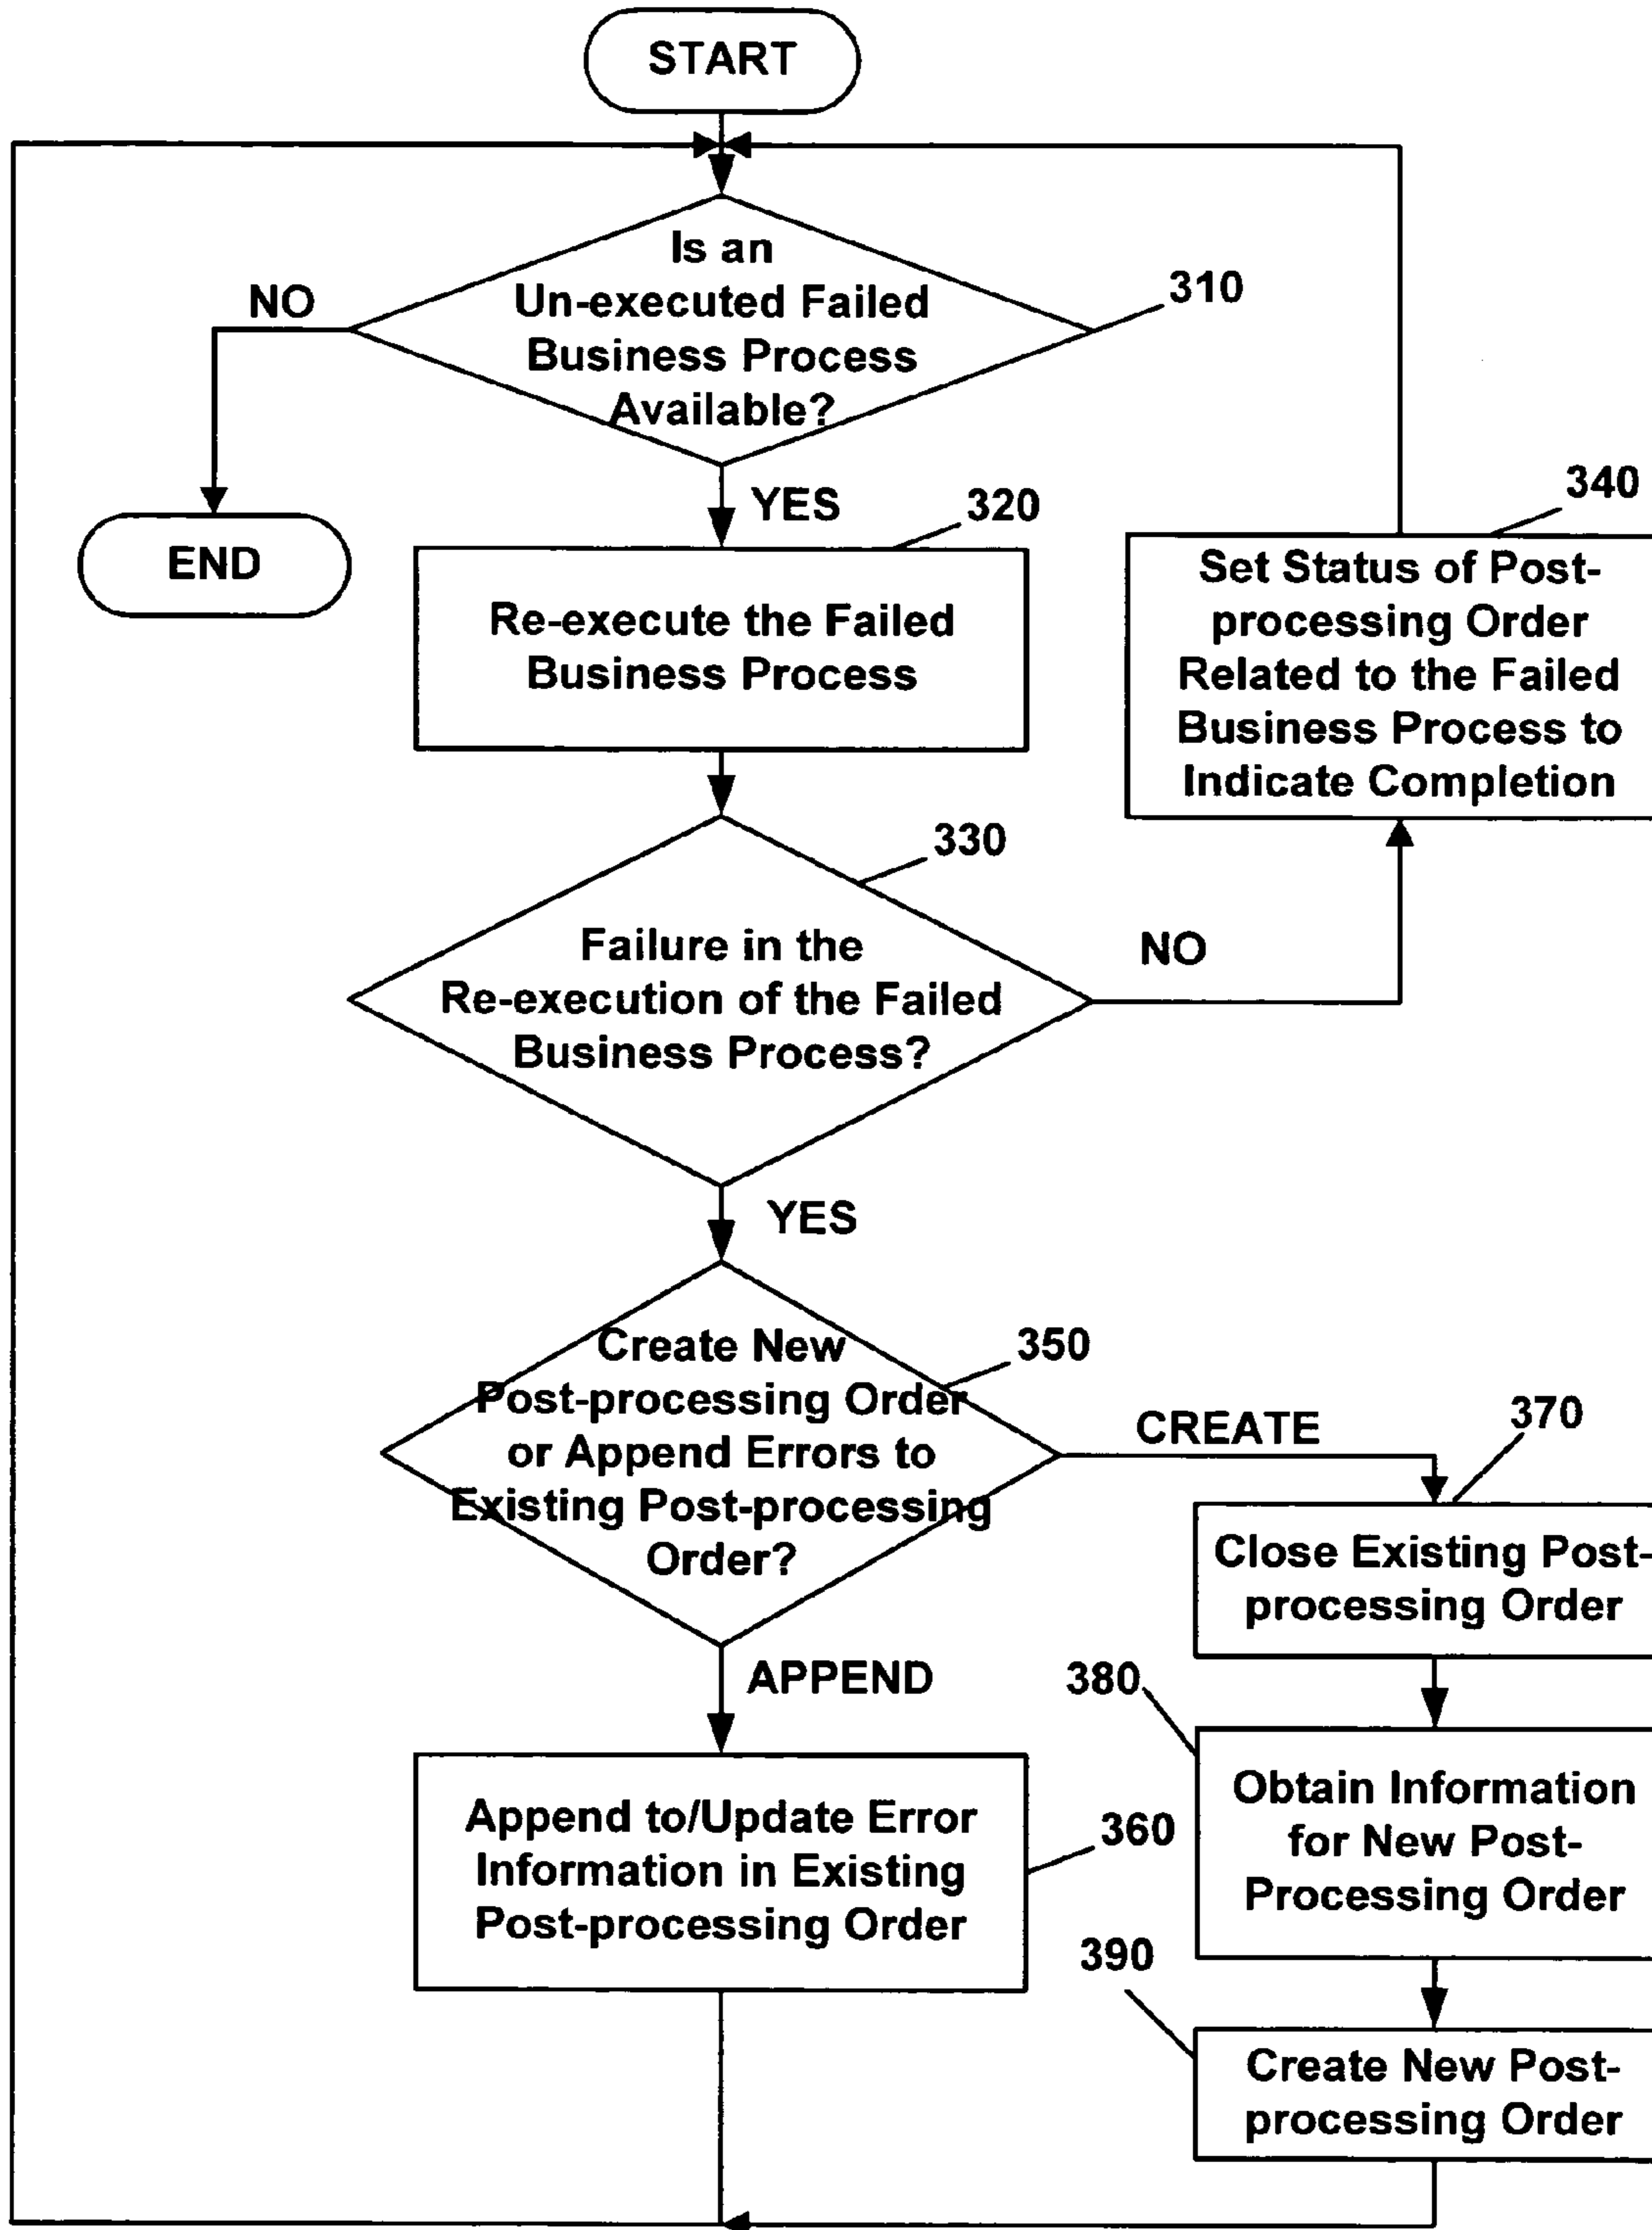 START
Is an
Un-executed Failed
Business Process
Available?
310
NO
END
YES
320
Re-execute the Failed
Business Process
340
Set Status of Post-
processing Order
Related to the Failed
Business Process to
Indicate Completion
330
Failure in the
Re-execution of the Failed
Business Process?
NO
YES
Create New
Post-processing Order
or Append Errors to
Existing Post-processing
Order?
350
CREATE
370
Close Existing Post-
processing Order
APPEND
380
Obtain Information
for New Post-
Processing Order
Append to/Update Error
Information in Existing
Post-processing Order
360
390
Create New Post-
processing Order